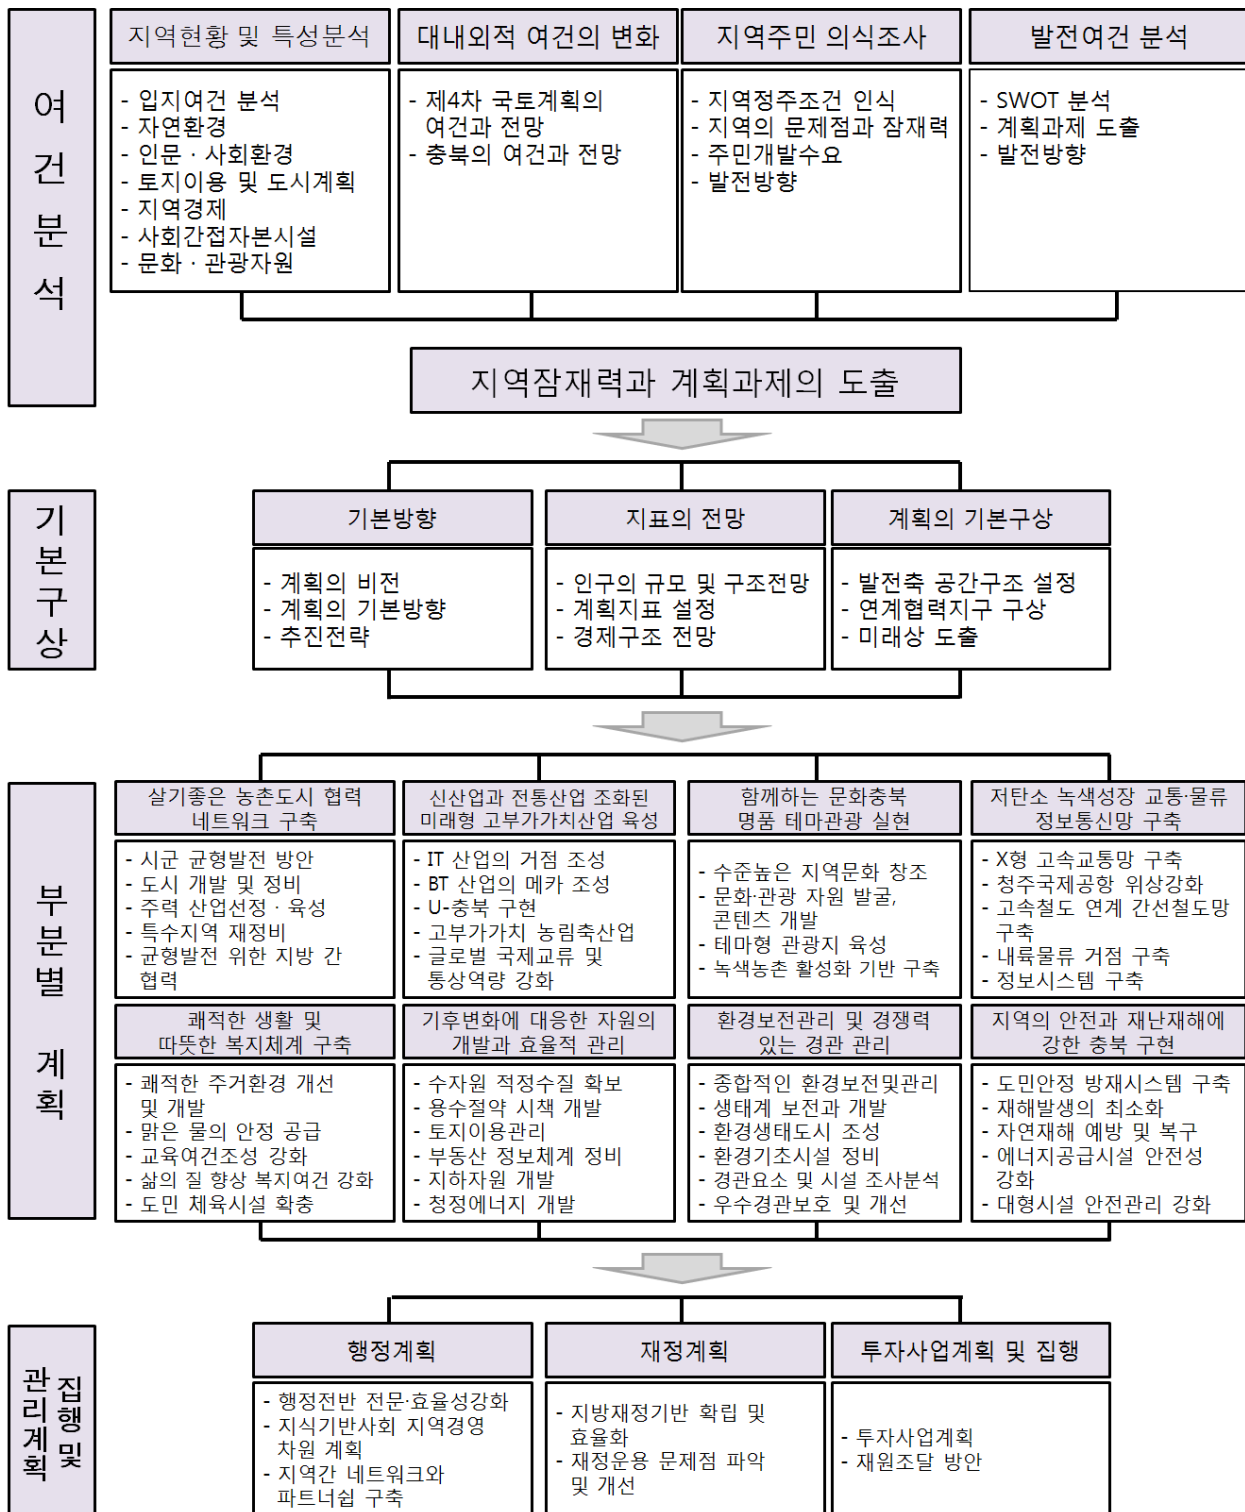 여건분석
지역현황 및 특성분석
- 입지여건 분석
- 자연환경
- 인문 · 사회환경
- 토지이용 및 도시계획
- 지역경제
- 사회간접자본시설
- 문화 · 관광자원
대내외적 여건의 변화
- 제4차 국토계획의
여건과 전망
- 충북의 여건과 전망
지역주민 의식조사
- 지역정주조건 인식
- 지역의 문제점과 잠재력
- 주민개발수요
- 발전방향
발전여건 분석
- SWOT 분석
- 계획과제 도출
- 발전방향
지역잠재력과 계획과제의 도출
기본구상
기본방향
- 계획의 비전
- 계획의 기본방향
- 추진전략
지표의 전망
- 인구의 규모 및 구조전망
- 계획지표 설정
- 경제구조 전망
계획의 기본구상
- 발전축 공간구조 설정
- 연계협력지구 구상
- 미래상 도출
부분별 계획
살기좋은 농촌도시 협력
네트워크 구축
- 시군 균형발전 방안
- 도시 개발 및 정비
- 주력 산업선정 · 육성
- 특수지역 재정비
- 균형발전 위한 지방 간
협력
신산업과 전통산업 조화된
미래형 고부가가치산업 육성
- IT 산업의 거점 조성
- BT 산업의 메카 조성
- U-충북 구현
- 고부가가치 농림축산업
- 글로벌 국제교류 및
통상역량 강화
함께하는 문화충북
명품 테마관광 실현
- 수준높은 지역문화 창조
- 문화·관광 자원 발굴,
콘텐츠 개발
- 테마형 관광지 육성
- 녹색농촌 활성화 기반 구축
저탄소 녹색성장 교통·물류
정보통신망 구축
- X형 고속교통망 구축
- 청주국제공항 위상강화
- 고속철도 연계 간선철도망
구축
- 내륙물류 거점 구축
- 정보시스템 구축
쾌적한 생활 및
따뜻한 복지체계 구축
- 쾌적한 주거환경 개선
및 개발
- 맑은 물의 안정 공급
- 교육여건조성 강화
- 삶의 질 향상 복지여건 강화
- 도민 체육시설 확충
기후변화에 대응한 자원의
개발과 효율적 관리
- 수자원 적정수질 확보
- 용수절약 시책 개발
- 토지이용관리
- 부동산 정보체계 정비
- 지하자원 개발
- 청정에너지 개발
환경보전관리 및 경쟁력
있는 경관 관리
- 종합적인 환경보전및관리
- 생태계 보전과 개발
- 환경생태도시 조성
- 환경기초시설 정비
- 경관요소 및 시설 조사분석
- 우수경관보호 및 개선
지역의 안전과 재난재해에
강한 충북 구현
- 도민안정 방재시스템 구축
- 재해발생의 최소화
- 자연재해 예방 및 복구
- 에너지공급시설 안전성
강화
- 대형시설 안전관리 강화
집행 및
관리계획
행정계획
- 행정전반 전문·효율성강화
- 지식기반사회 지역경영
차원 계획
- 지역간 네트워크와
파트너쉽 구축
재정계획
- 지방재정기반 확립 및
효율화
- 재정운용 문제점 파악
및 개선
투자사업계획 및 집행
- 투자사업계획
- 재원조달 방안